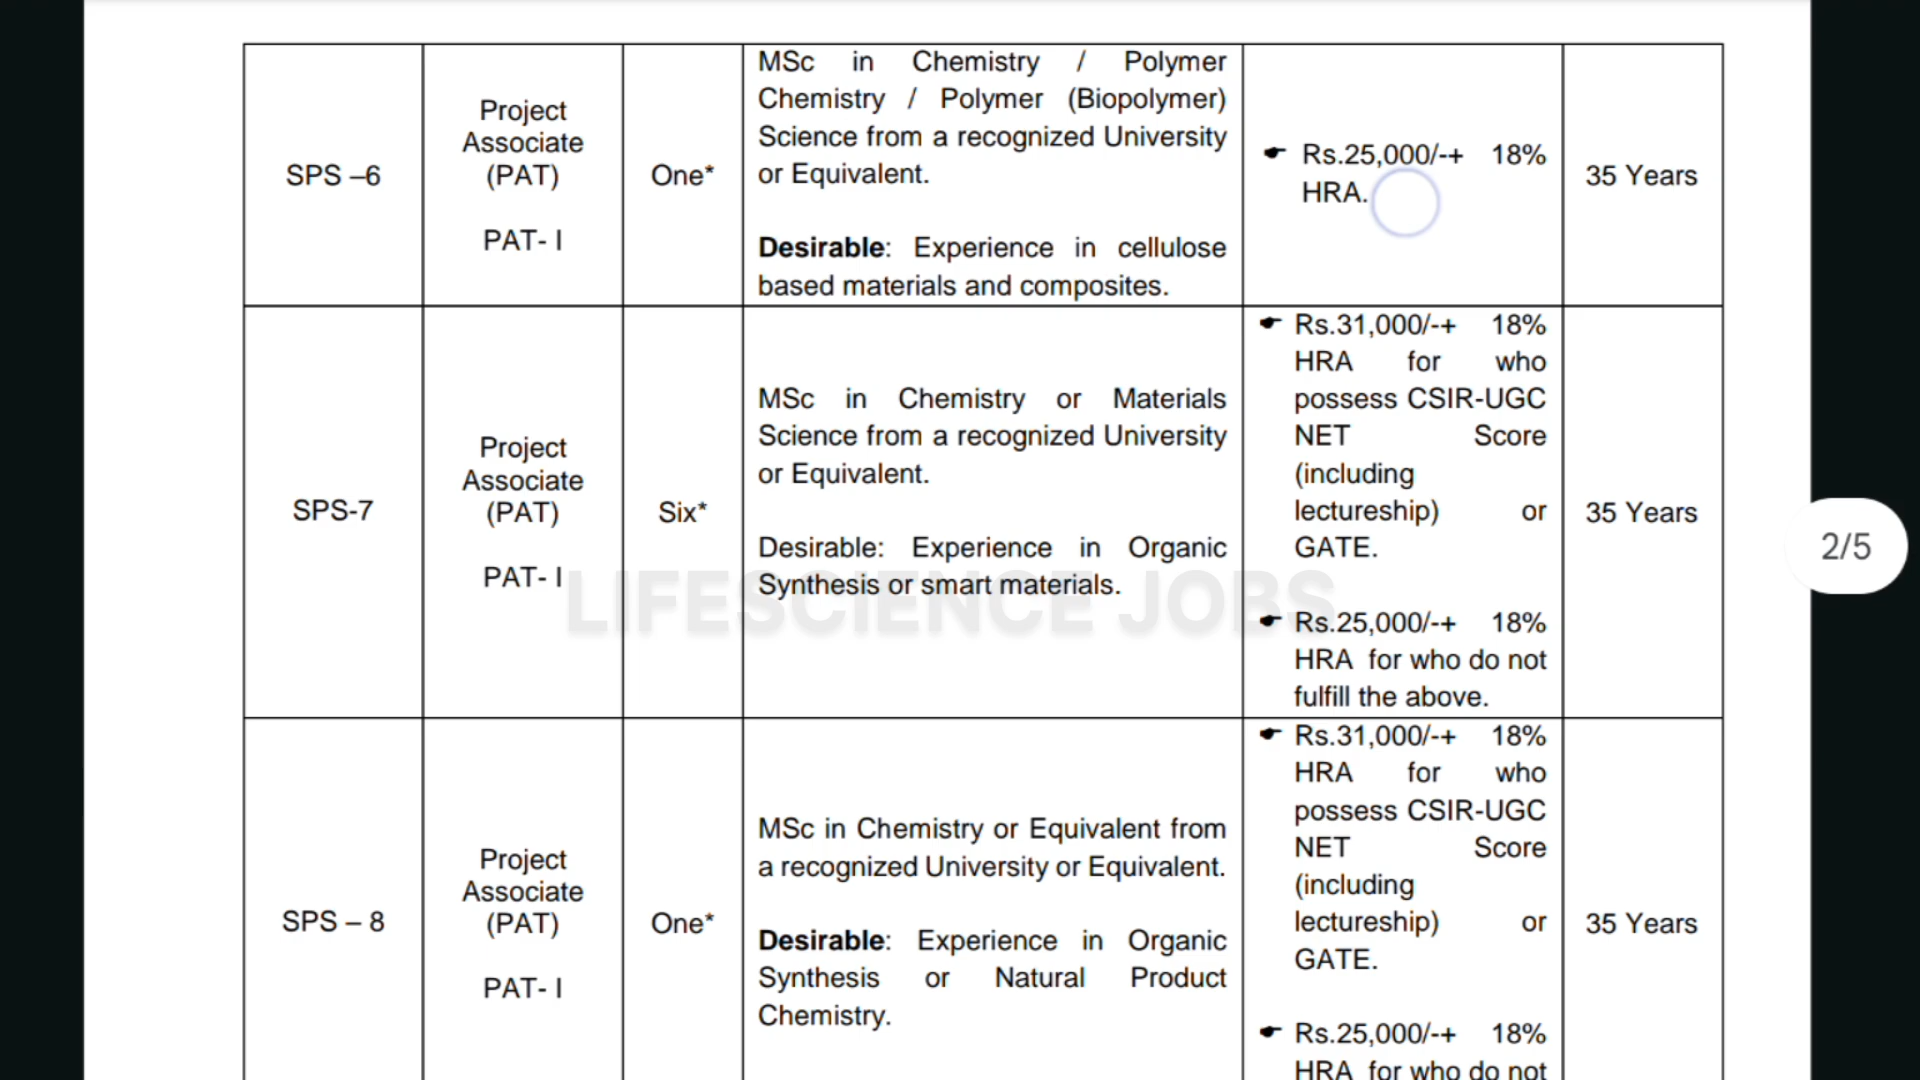 SPS –6
Project
Associate
(PAT)
PAT- I
One*
MSc in Chemistry / Polymer
Chemistry / Polymer (Biopolymer)
Science from a recognized University
or Equivalent.
Desirable: Experience in cellulose
based materials and composites.
Rs.25,000/-+ 18%
HRA.
35 Years
SPS-7
Project
Associate
(PAT)
PAT- I
Six*
MSc in Chemistry or Materials
Science from a recognized University
or Equivalent.
Desirable: Experience in Organic
Synthesis or smart materials.
Rs.31,000/-+ 18%
HRA for who
possess CSIR-UGC
NET Score
(including
lectureship) or
GATE.
Rs.25,000/-+ 18%
HRA for who do not
fulfill the above.
35 Years
2/5
LIFESCIENCE JOBS
SPS – 8
Project
Associate
(PAT)
PAT- I
One*
MSc in Chemistry or Equivalent from
a recognized University or Equivalent.
Desirable: Experience in Organic
Synthesis or Natural Product
Chemistry.
Rs.31,000/-+ 18%
HRA for who
possess CSIR-UGC
NET Score
(including
lectureship) or
GATE.
Rs.25,000/-+ 18%
HRA for who do not
35 Years